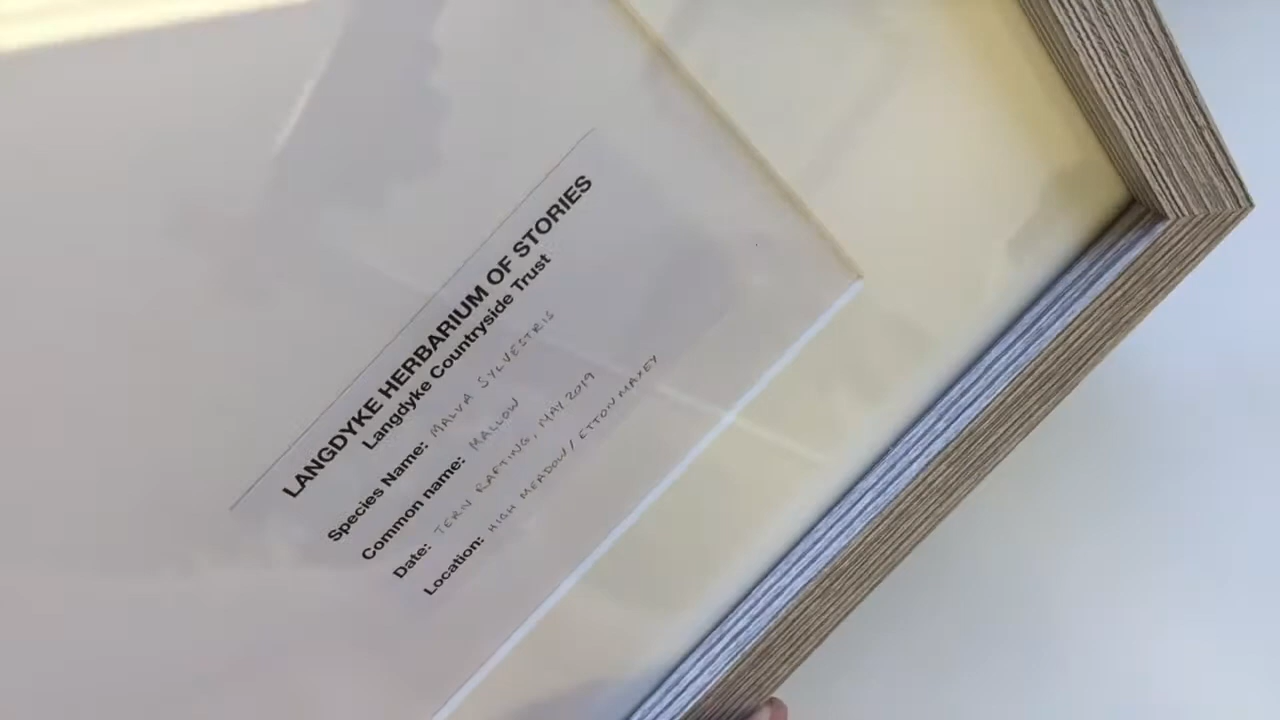 LANGDYKE HERBARIUM OF STORIES
Langdyke Countryside Trust
Species Name: MALVA SYLVESTRIS
Common name: MALLOW
Date: TERN RAFTING, MAY 2019
Location: HIGH MEADOW / ETTON MAXEY